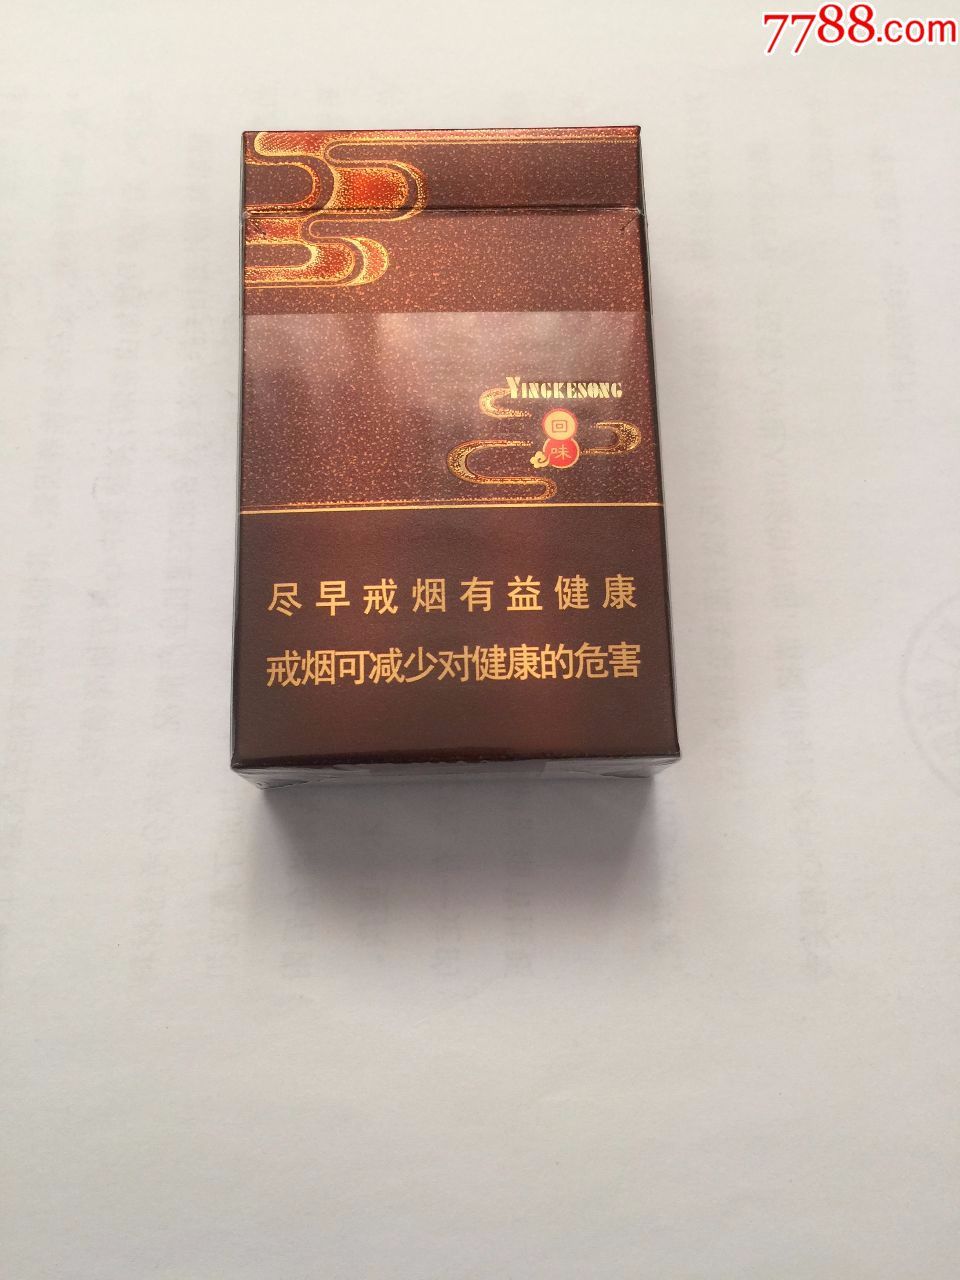 7788.com
YINGKESONG
回
味
尽早戒烟有益健康
戒烟可减少对健康的危害